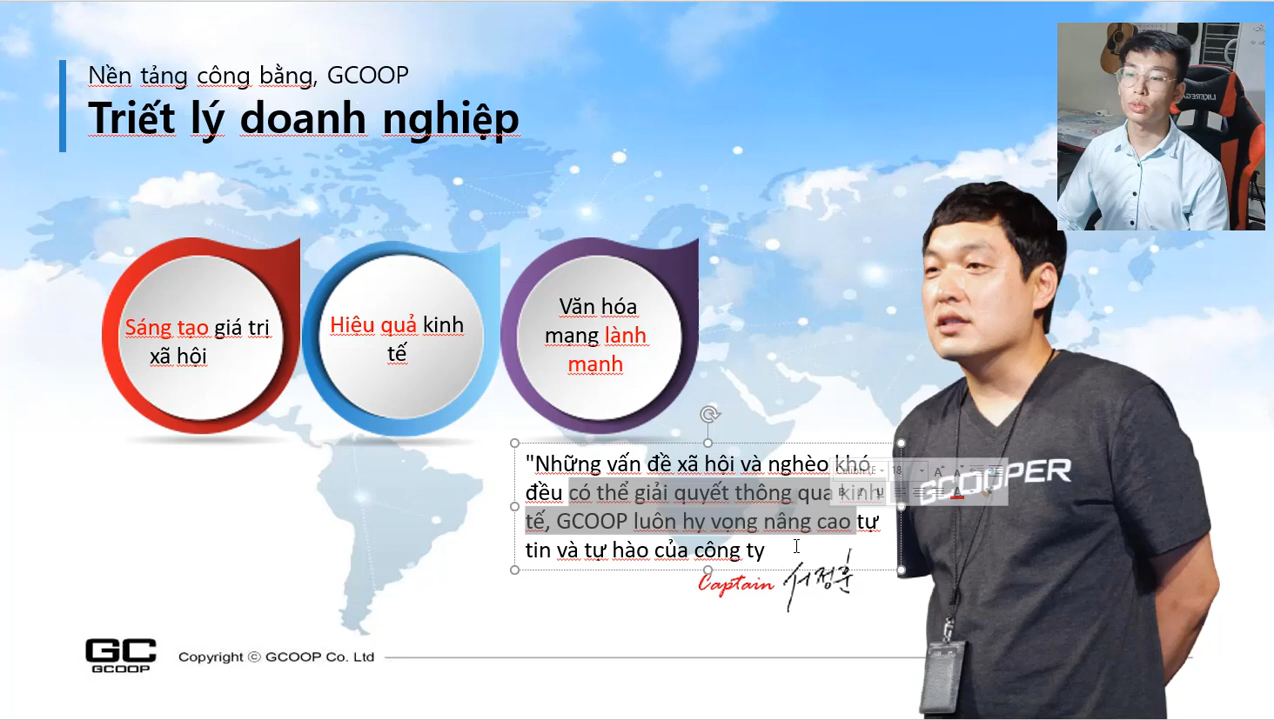 Nền tảng công bằng, GCOOP
Triết lý doanh nghiệp
Sáng tạo giá trị
xã hội
Hiệu quả kinh
tế
Văn hóa
mạng lành
mạnh
"Những vấn đề xã hội và nghèo khó
đều có thể giải quyết thông qua kinh
tế, GCOOP luôn hy vọng nâng cao tự
tin và tự hào của công ty
Captain 서정훈
GCOOPER
GC
GCOOP
Copyright ⓒ GCOOP Co. Ltd